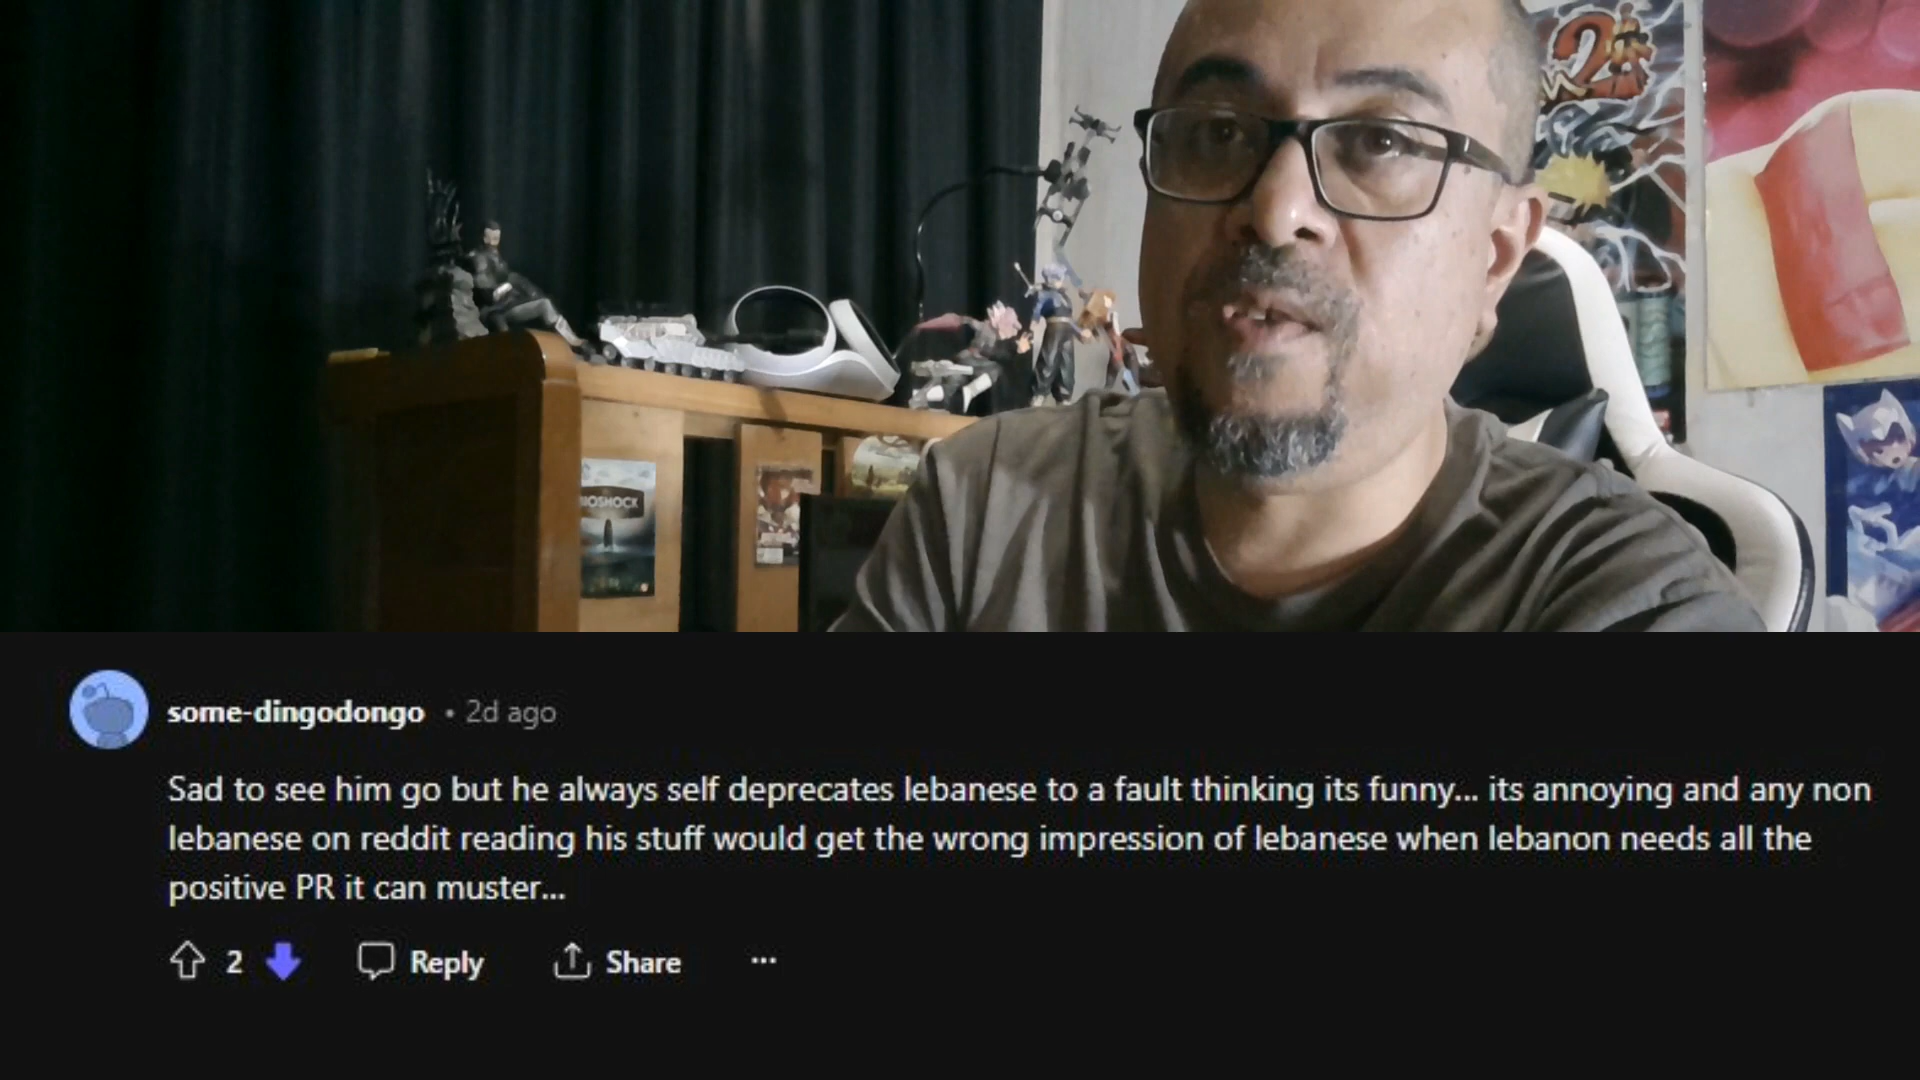 2
BIOSHOCK
some-dingodongo • 2d ago
Sad to see him go but he always self deprecates lebanese to a fault thinking its funny... its annoying and any non
lebanese on reddit reading his stuff would get the wrong impression of lebanese when lebanon needs all the
positive PR it can muster...
2 Reply Share ...